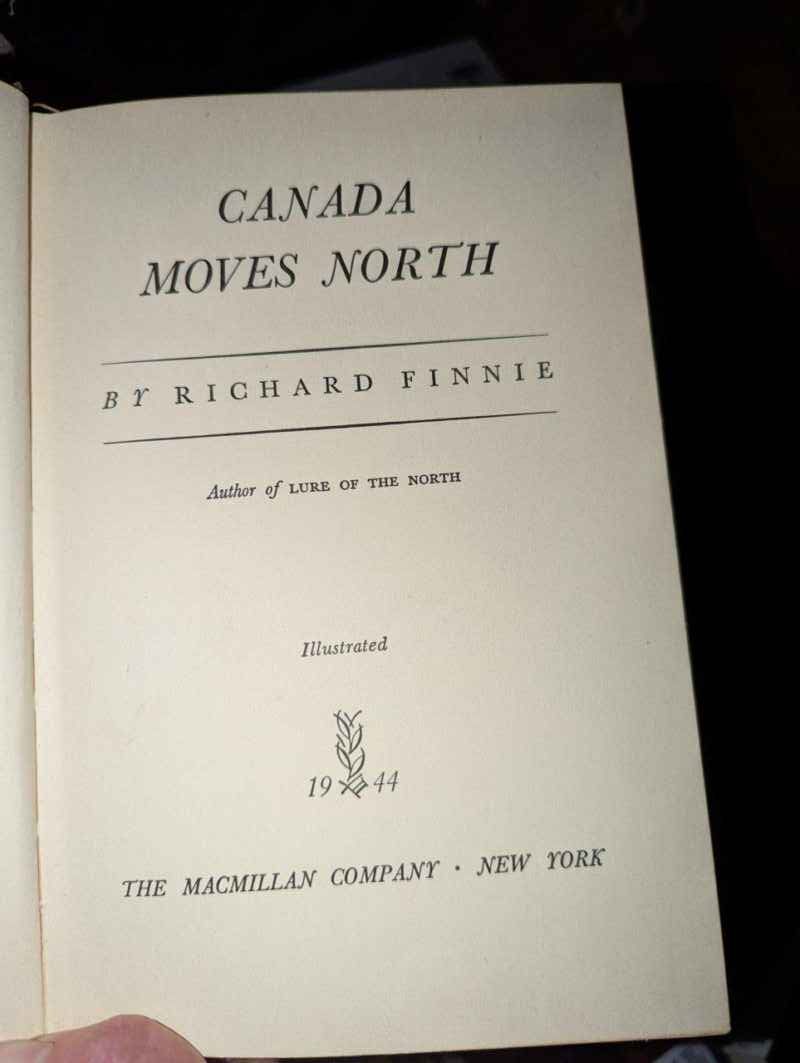 CANADA
MOVES NORTH
BY RICHARD FINNIE
Author of LURE OF THE NORTH
Illustrated
19 44
THE MACMILLAN COMPANY · NEW YORK